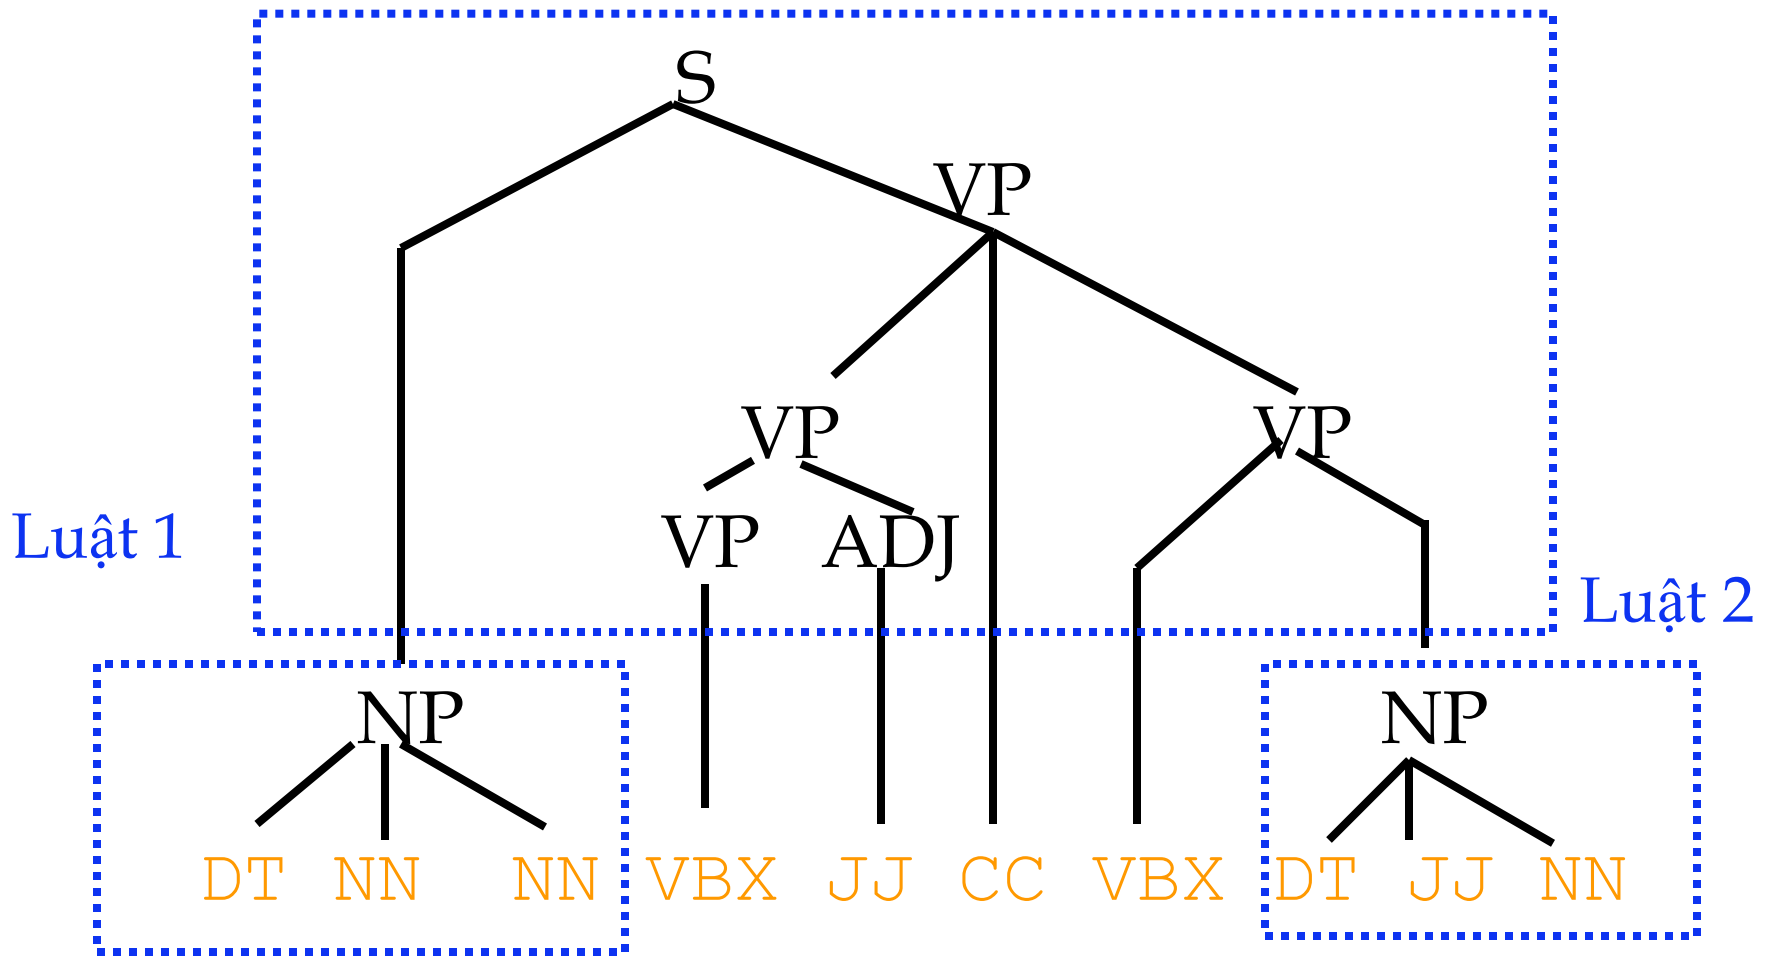 S
VP
VP VP
Luật 1 VP ADJ
Luật 2
NP NP
DT NN NN VBX JJ CC VBX DT JJ NN